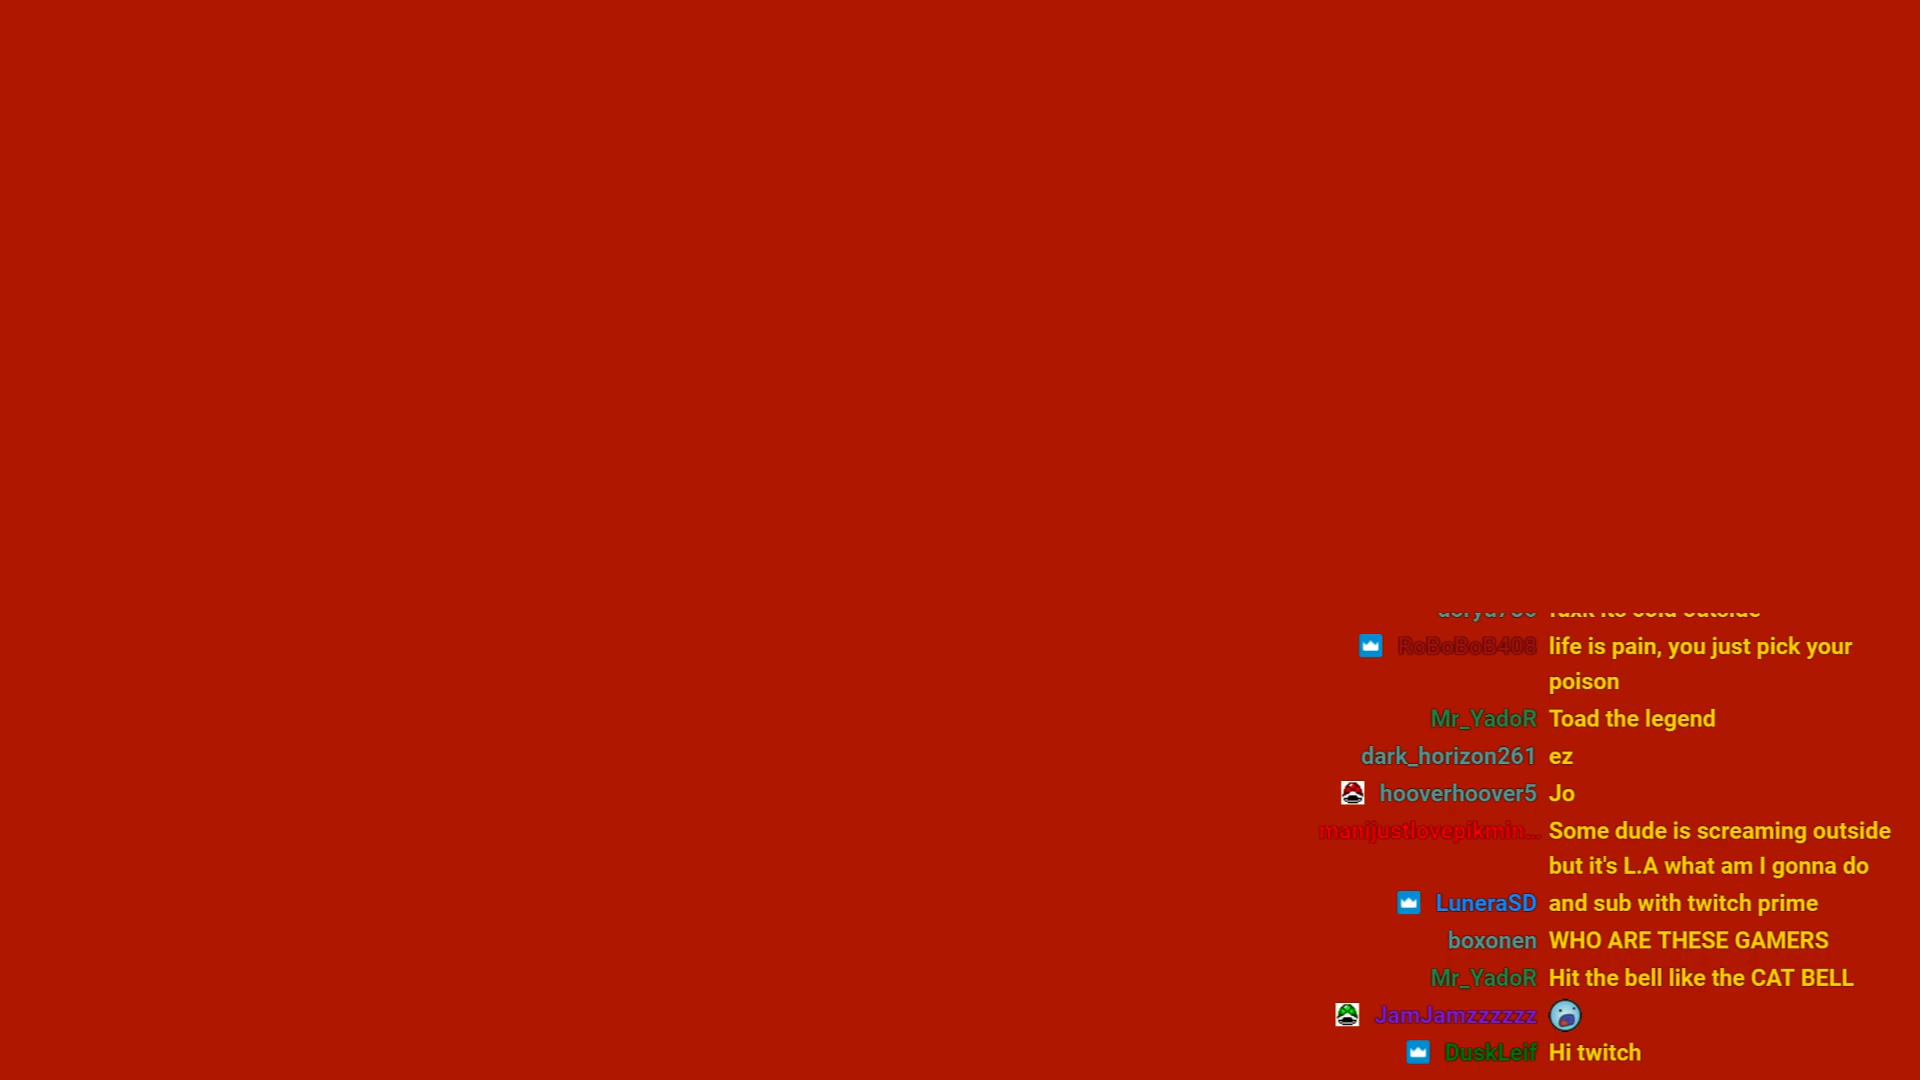 RoBoBoB408 life is pain, you just pick your
poison
Mr_YadoR Toad the legend
dark_horizon261 ez
hooverhoover5 Jo
manijustlovepikmin... Some dude is screaming outside
but it's L.A what am I gonna do
LuneraSD and sub with twitch prime
boxonen WHO ARE THESE GAMERS
Mr_YadoR Hit the bell like the CAT BELL
JamJamzzzzzz
DuskLeif Hi twitch